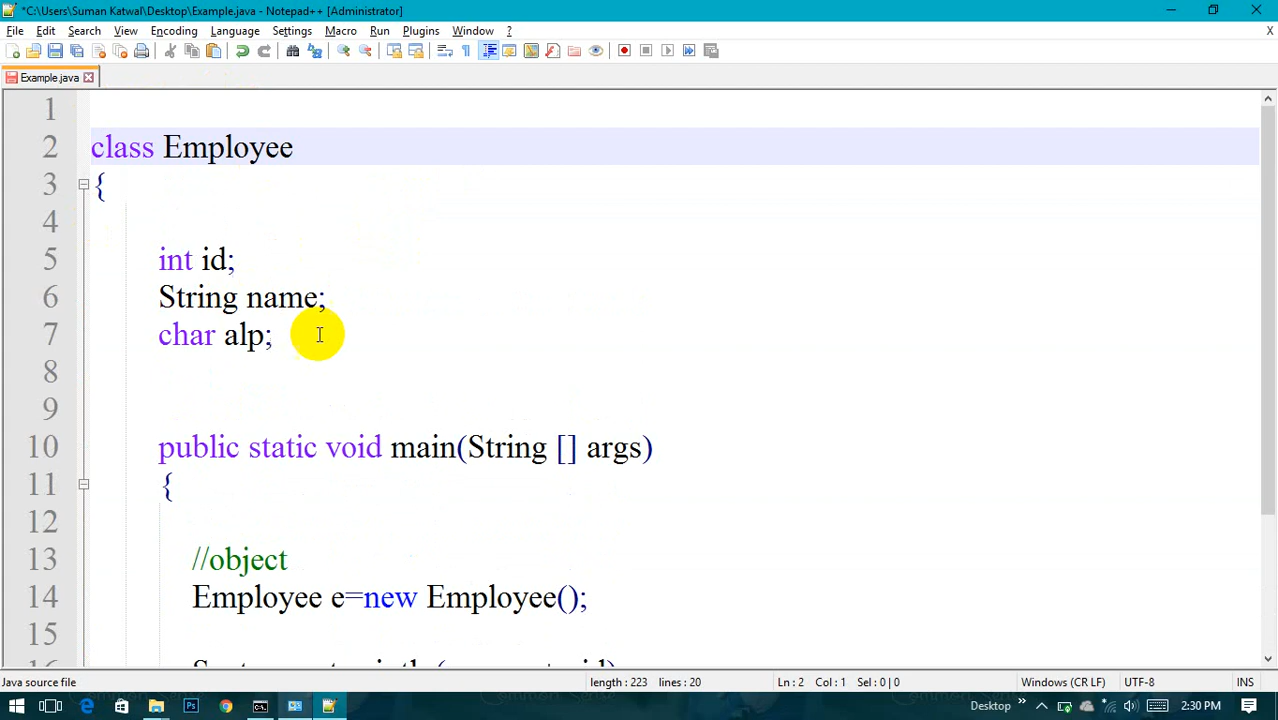 *C:\Users\Suman Katwal\Desktop\Example.java - Notepad++ [Administrator]
File Edit Search View Encoding Language Settings Macro Run Plugins Window ? X
Example.java
1
2 class Employee
3 {
4
5 int id;
6 String name;
7 char alp;
8
9
10 public static void main(String [] args)
11 {
12
13 //object
14 Employee e=new Employee();
15
16
Java source file length : 223 lines : 20 Ln : 2 Col : 1 Sel : 0 | 0 Windows (CR LF) UTF-8 INS
Desktop » 2:30 PM